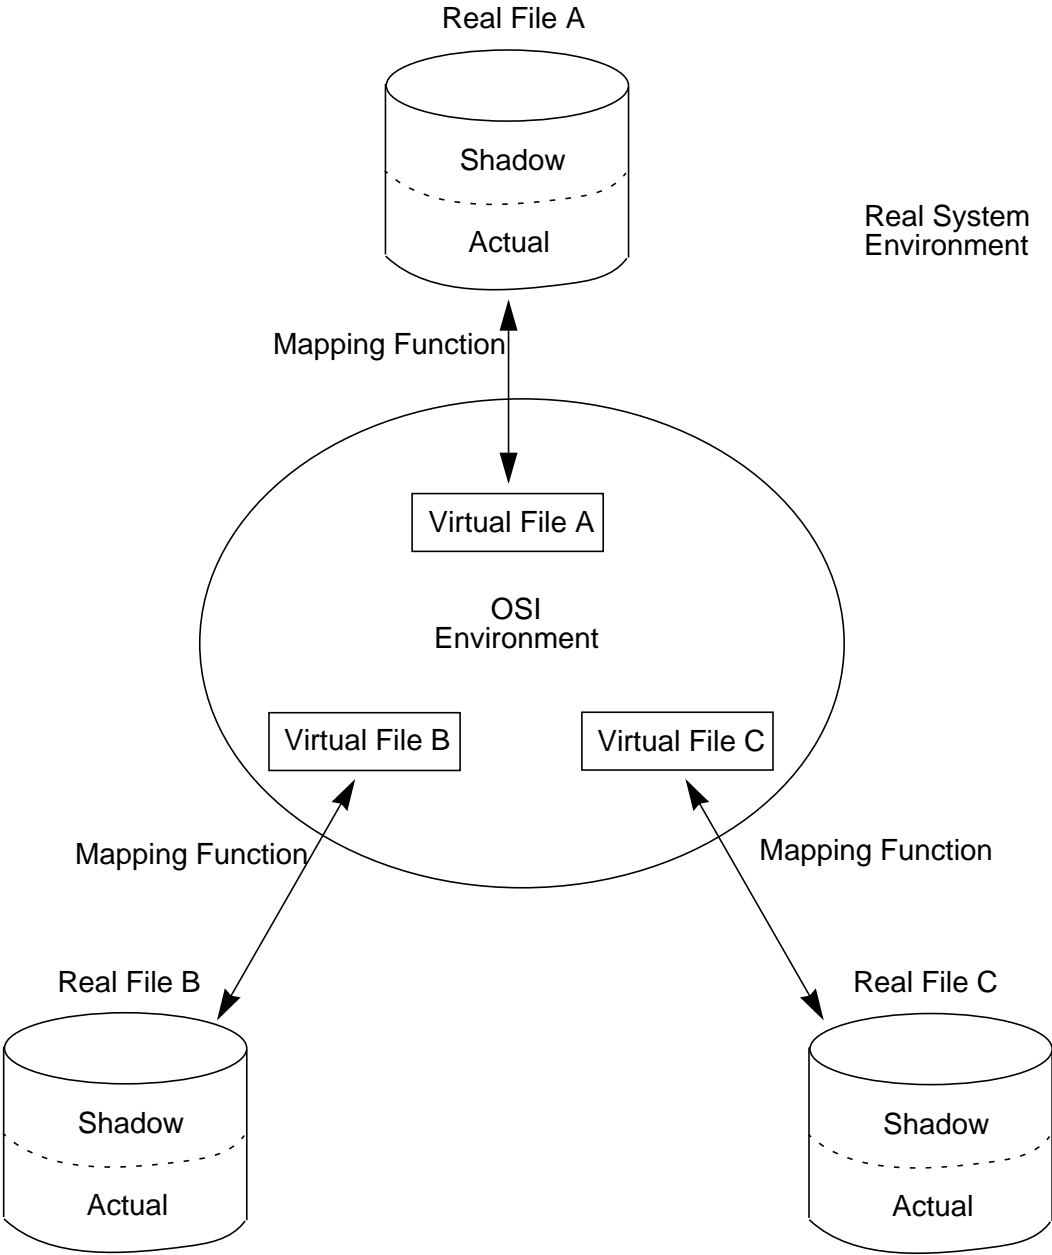 Real File A
Shadow
Actual
Real System
Environment
Mapping Function
Virtual File A
OSI
Environment
Virtual File B
Virtual File C
Mapping Function
Mapping Function
Real File B
Real File C
Shadow
Shadow
Actual
Actual